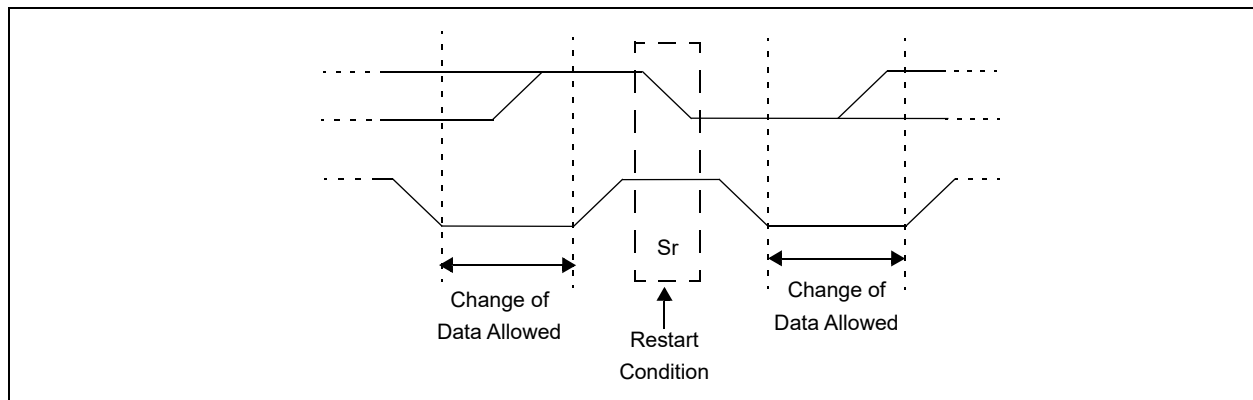 Sr
Change of
Data Allowed
Restart
Condition
Change of
Data Allowed